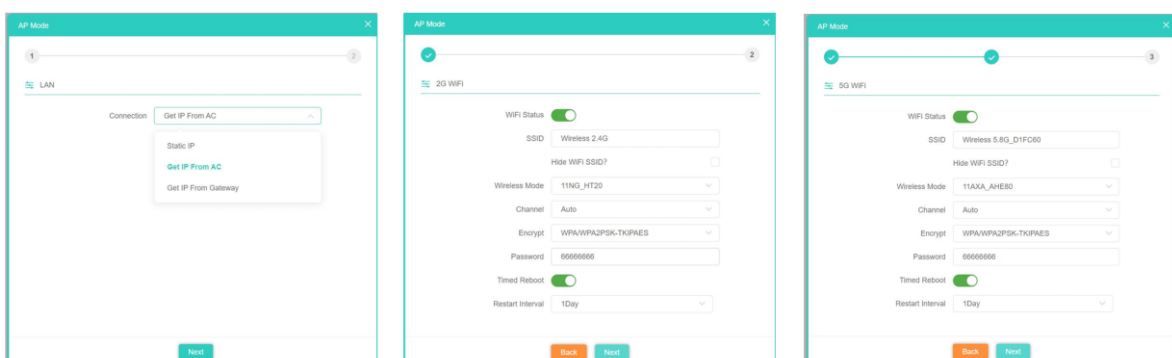 AP Mode
1
2
LAN
Connection
Get IP From AC
Static IP
Get IP From AC
Get IP From Gateway
Next
AP Mode
2
2G WiFi
WiFi Status
SSID
Wireless 2.4G
Hide WiFi SSID?
Wireless Mode
11NG_HT20
Channel
Auto
Encrypt
WPA/WPA2PSK-TKIPAES
Password
66666666
Timed Reboot
Restart Interval
1Day
Back
Next
AP Mode
3
5G WiFi
WiFi Status
SSID
Wireless 5.8G_D1FC60
Hide WiFi SSID?
Wireless Mode
11AXA_AHE80
Channel
Auto
Encrypt
WPA/WPA2PSK-TKIPAES
Password
66666666
Timed Reboot
Restart Interval
1Day
Back
Next